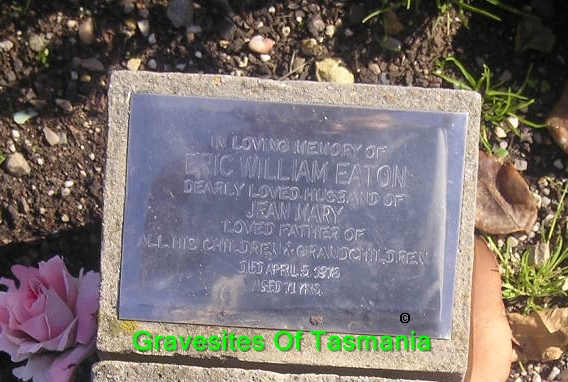 IN LOVING MEMORY OF
ERIC WILLIAM EATON
DEARLY LOVED HUSBAND OF
JEAN MARY
LOVED FATHER OF
ALL HIS CHILDREN & GRANDCHILDREN
DIED APRIL 5, 1978
AGED 71 YRS.
©
Gravesites Of Tasmania